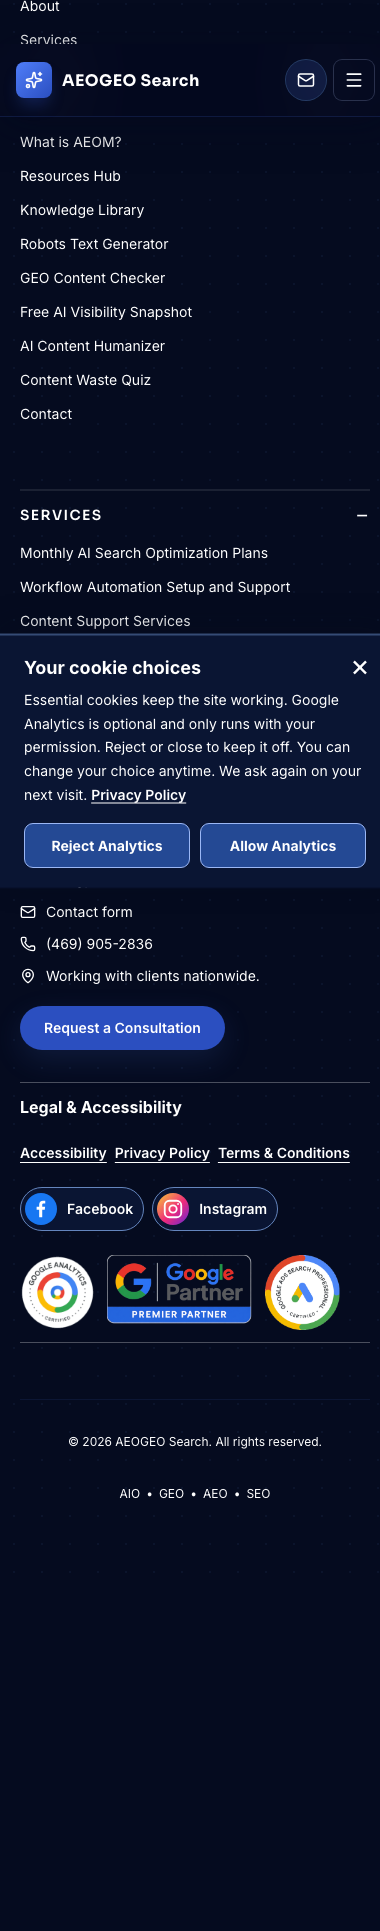 About
Services
AEOGEO Search
What is AEOM?
Resources Hub
Knowledge Library
Robots Text Generator
GEO Content Checker
Free AI Visibility Snapshot
AI Content Humanizer
Content Waste Quiz
Contact
SERVICES
Monthly AI Search Optimization Plans
Workflow Automation Setup and Support
Content Support Services
Your cookie choices
Essential cookies keep the site working. Google
Analytics is optional and only runs with your
permission. Reject or close to keep it off. You can
change your choice anytime. We ask again on your
next visit. Privacy Policy
Reject Analytics Allow Analytics
Contact form
(469) 905-2836
Working with clients nationwide.
Request a Consultation
Legal & Accessibility
Accessibility Privacy Policy Terms & Conditions
Facebook Instagram
GOOGLE ANALYTICS
CERTIFIED
Google
Partner
PREMIER PARTNER
GOOGLE ADS SEARCH PROFESSIONAL
CERTIFIED
© 2026 AEOGEO Search. All rights reserved.
AIO • GEO • AEO • SEO